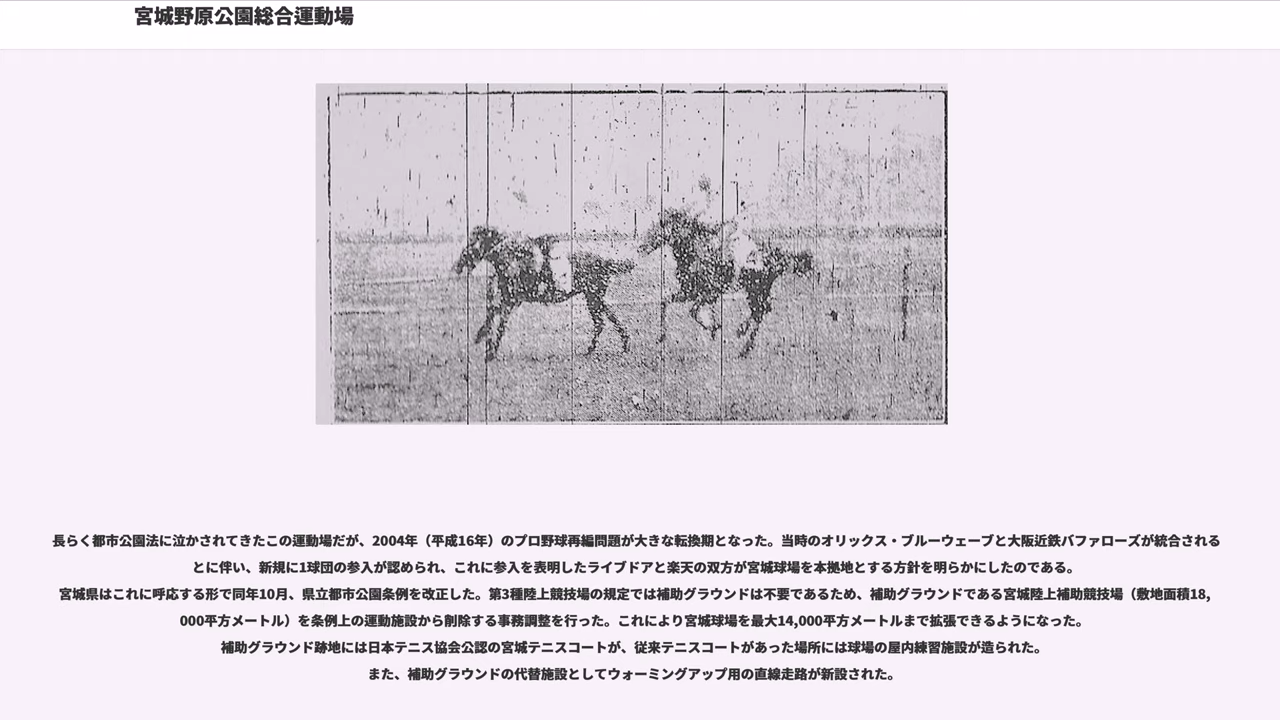 宮城野原公園総合運動場
長らく都市公園法に泣かされてきたこの運動場だが、2004年（平成16年）のプロ野球再編問題が大きな転換期となった。当時のオリックス・ブルーウェーブと大阪近鉄バファローズが統合される
とに伴い、新規に1球団の参入が認められ、これに参入を表明したライブドアと楽天の双方が宮城球場を本拠地とする方針を明らかにしたのである。
宮城県はこれに呼応する形で同年10月、県立都市公園条例を改正した。第3種陸上競技場の規定では補助グラウンドは不要であるため、補助グラウンドである宮城陸上補助競技場（敷地面積18,
000平方メートル）を条例上の運動施設から削除する事務調整を行った。これにより宮城球場を最大14,000平方メートルまで拡張できるようになった。
補助グラウンド跡地には日本テニス協会公認の宮城テニスコートが、従来テニスコートがあった場所には球場の屋内練習施設が造られた。
また、補助グラウンドの代替施設としてウォーミングアップ用の直線走路が新設された。